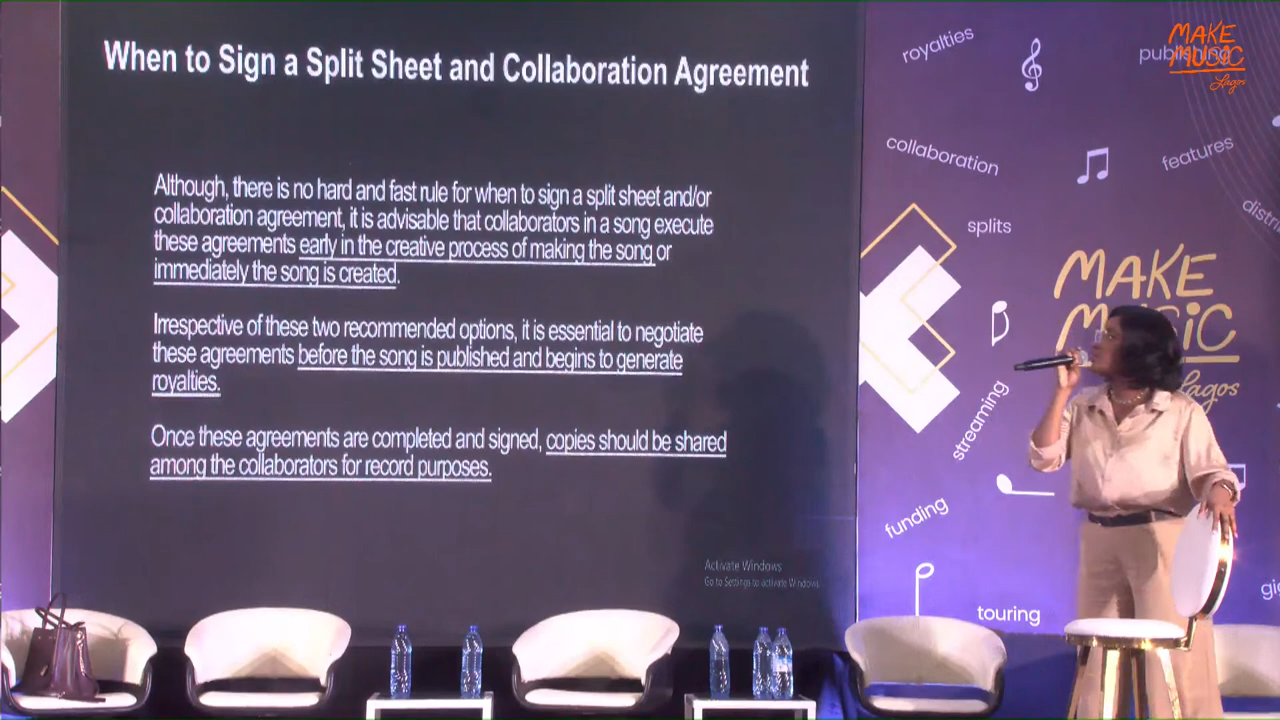 When to Sign a Split Sheet and Collaboration Agreement
Although, there is no hard and fast rule for when to sign a split sheet and/or
collaboration agreement, it is advisable that collaborators in a song execute
these agreements early in the creative process of making the song or
immediately the song is created.
Irrespective of these two recommended options, it is essential to negotiate
these agreements before the song is published and begins to generate
royalties.
Once these agreements are completed and signed, copies should be shared
among the collaborators for record purposes.
Activate Windows
Go to Settings to activate Windows.
royalties
publishing
MAKE
MUSIC
Lagos
collaboration
features
splits
MAKE
MUSIC
Lagos
streaming
funding
touring